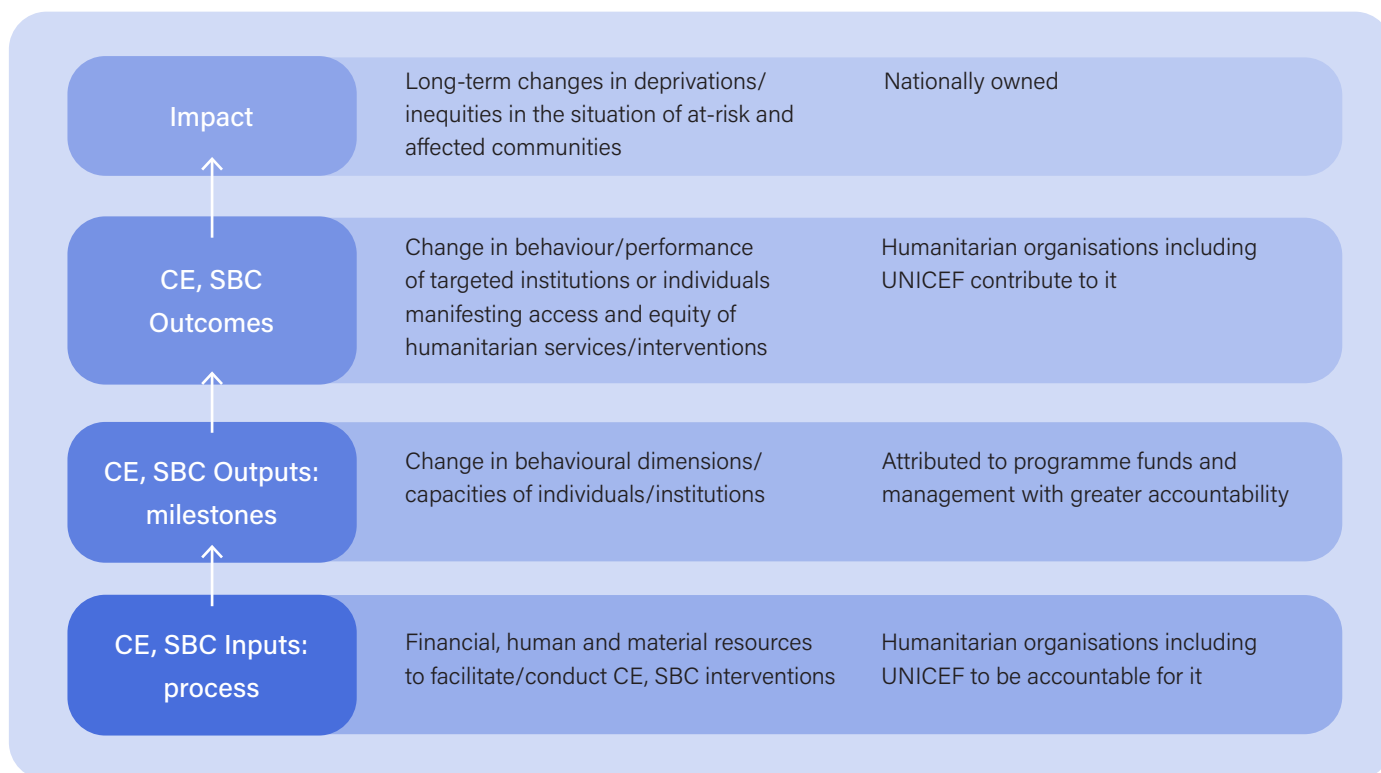 Impact
Long-term changes in deprivations/
inequities in the situation of at-risk and
affected communities
Nationally owned
CE, SBC
Outcomes
Change in behaviour/performance
of targeted institutions or individuals
manifesting access and equity of
humanitarian services/interventions
Humanitarian organisations including
UNICEF contribute to it
CE, SBC Outputs:
milestones
Change in behavioural dimensions/
capacities of individuals/institutions
Attributed to programme funds and
management with greater accountability
CE, SBC Inputs:
process
Financial, human and material resources
to facilitate/conduct CE, SBC interventions
Humanitarian organisations including
UNICEF to be accountable for it